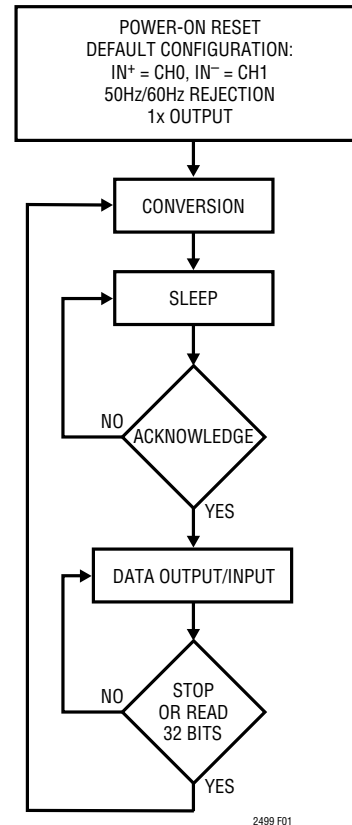 POWER-ON RESET
DEFAULT CONFIGURATION:
IN⁺ = CH0, IN⁻ = CH1
50Hz/60Hz REJECTION
1x OUTPUT
CONVERSION
SLEEP
NO
ACKNOWLEDGE
YES
DATA OUTPUT/INPUT
NO
STOP
OR READ
32 BITS
YES
2499 F01